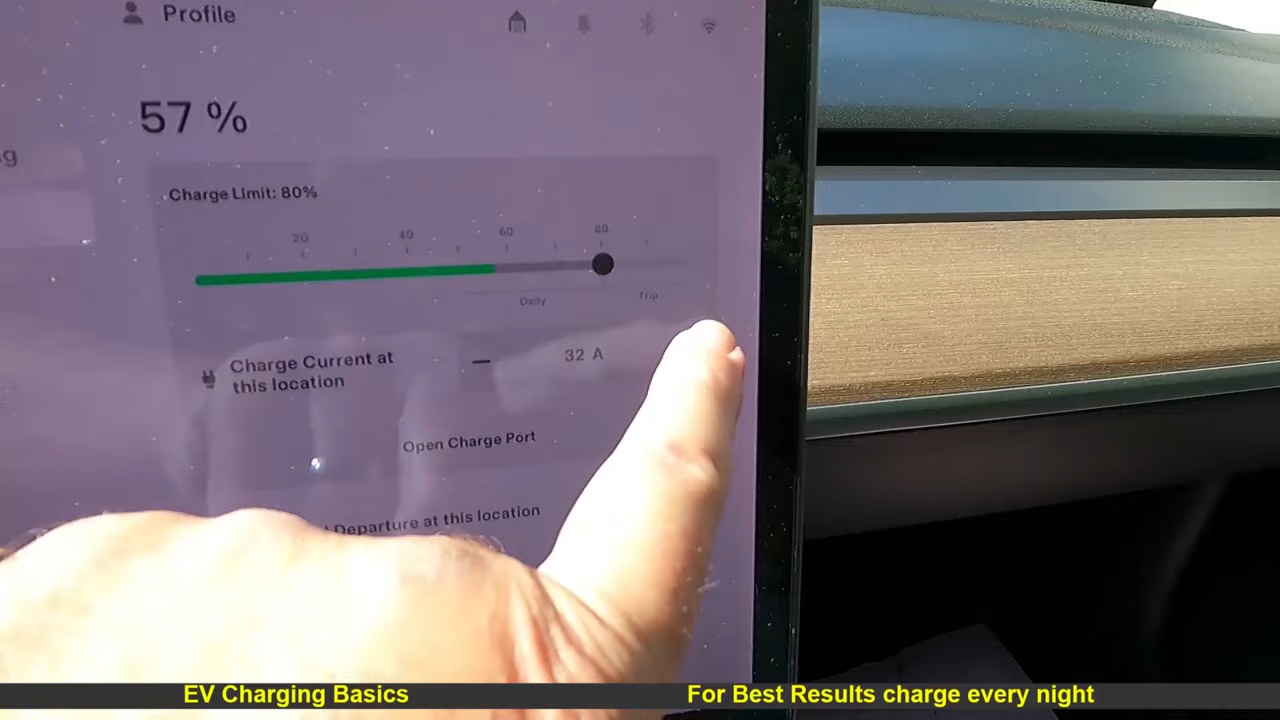 Profile
57 %
g
Charge Limit: 80%
20 40 60 80
Daily Trip
Charge Current at
this location
32 A
Open Charge Port
Departure at this location
EV Charging Basics
For Best Results charge every night